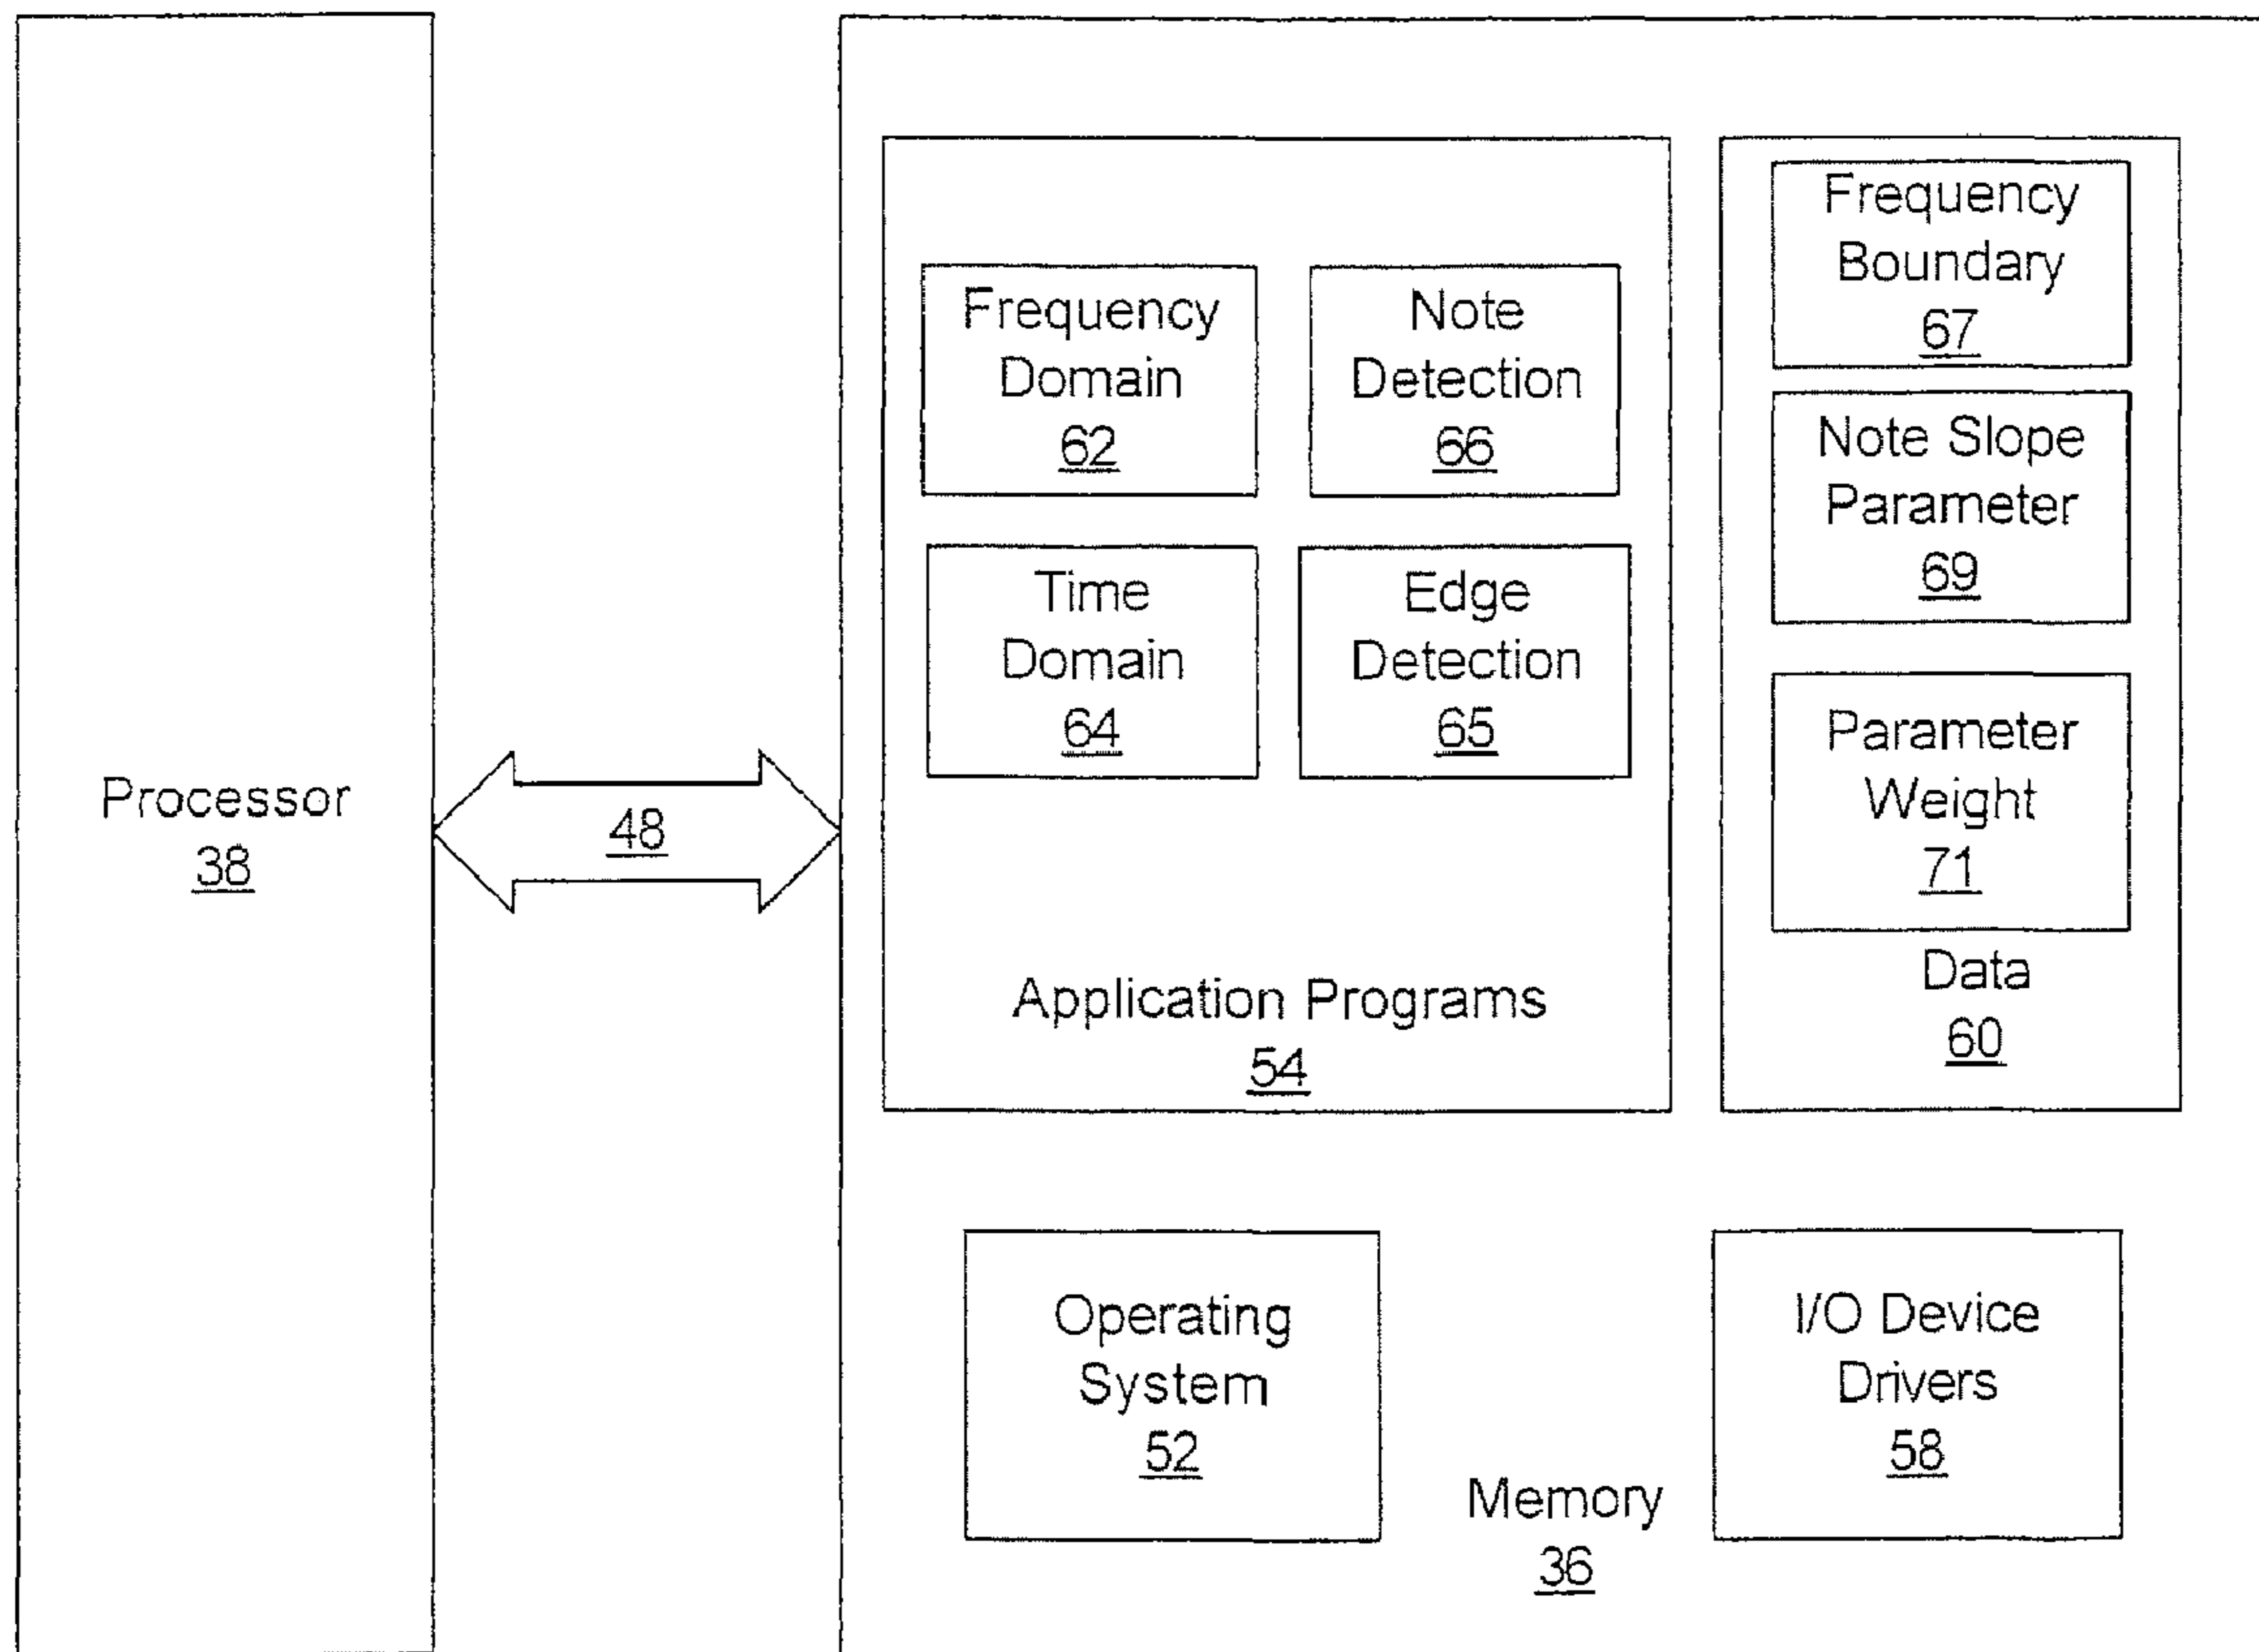 Processor
38
48
Frequency
Domain
62
Note
Detection
66
Time
Domain
64
Edge
Detection
65
Application Programs
54
Frequency
Boundary
67
Note Slope
Parameter
69
Parameter
Weight
71
Data
60
Operating
System
52
I/O Device
Drivers
58
Memory
36